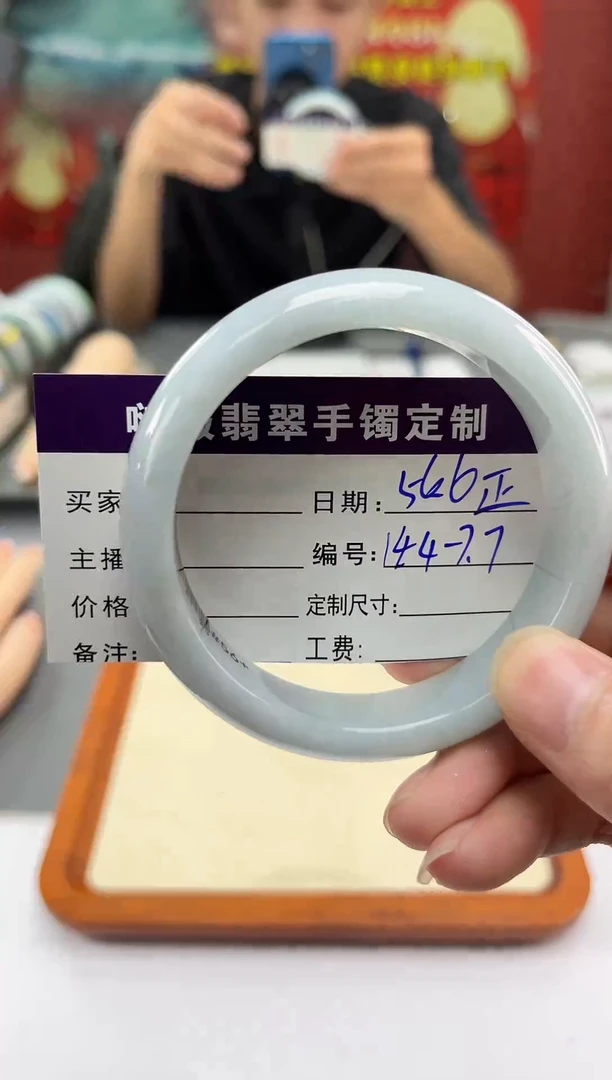 翡翠手镯定制
买家 日期: 566正
主播 编号: 144-7.7
价格 定制尺寸:
备注: 工费: